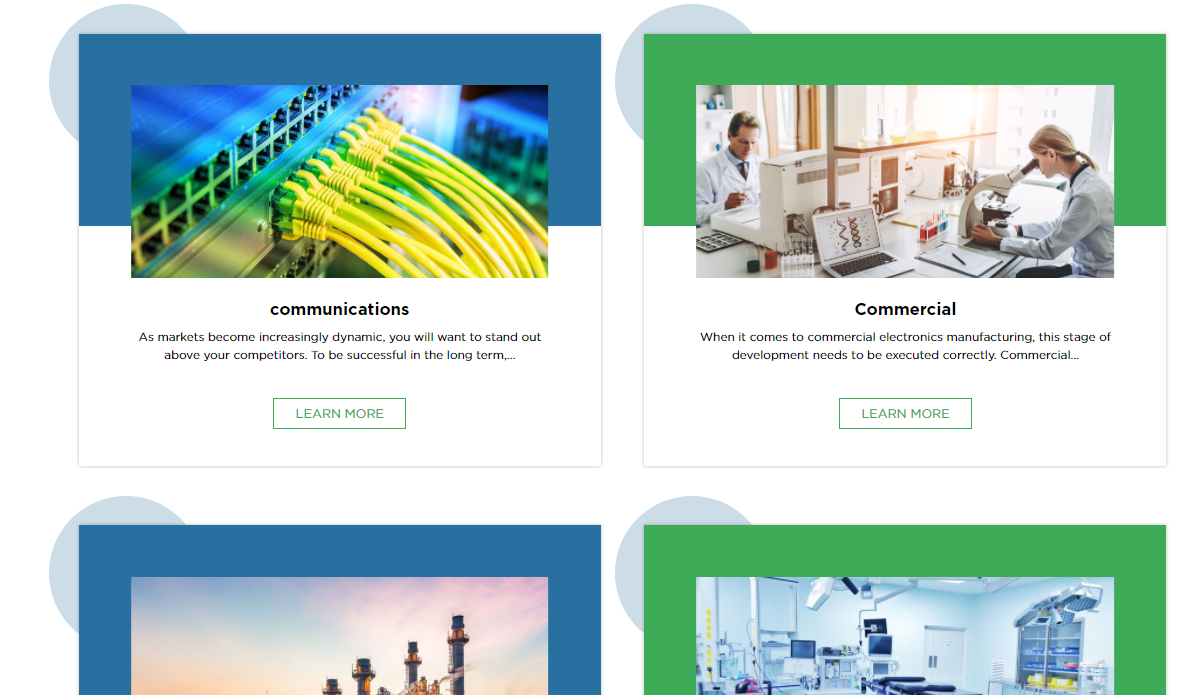 communications
As markets become increasingly dynamic, you will want to stand out
above your competitors. To be successful in the long term,...
LEARN MORE
Commercial
When it comes to commercial electronics manufacturing, this stage of
development needs to be executed correctly. Commercial...
LEARN MORE